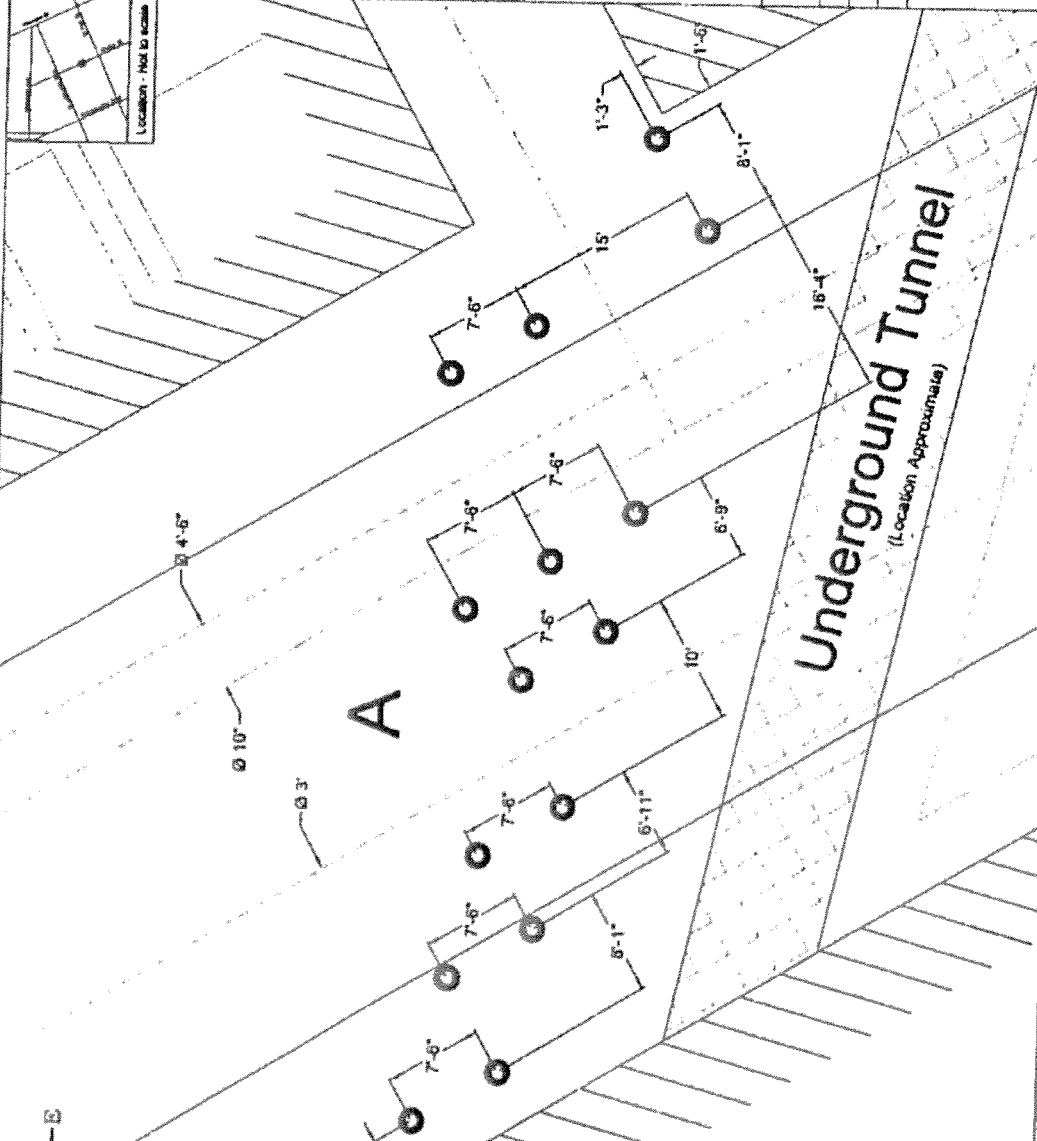 Location - Not to scale
1'-6"
1'-3"
8'-1"
15'
7'-6"
16'-4"
4'-6"
7'-6"
7'-6"
6'-9"
7'-6"
10'
Ø 10"
A
Ø 3'
7'-6"
6'-11"
7'-6"
8'-1"
7'-6"
E
Underground Tunnel
(Location Approximate)